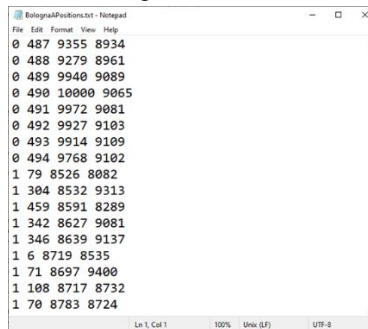 BolognaAPositions.txt - Notepad
File Edit Format View Help
0 487 9355 8934
0 488 9279 8961
0 489 9940 9089
0 490 10000 9065
0 491 9972 9081
0 492 9927 9103
0 493 9914 9109
0 494 9768 9102
1 79 8526 8082
1 304 8532 9313
1 459 8591 8289
1 342 8627 9081
1 346 8639 9137
1 6 8719 8535
1 71 8697 9400
1 108 8717 8732
1 70 8783 8724
Ln 1, Col 1 100% Unix (LF) UTF-8